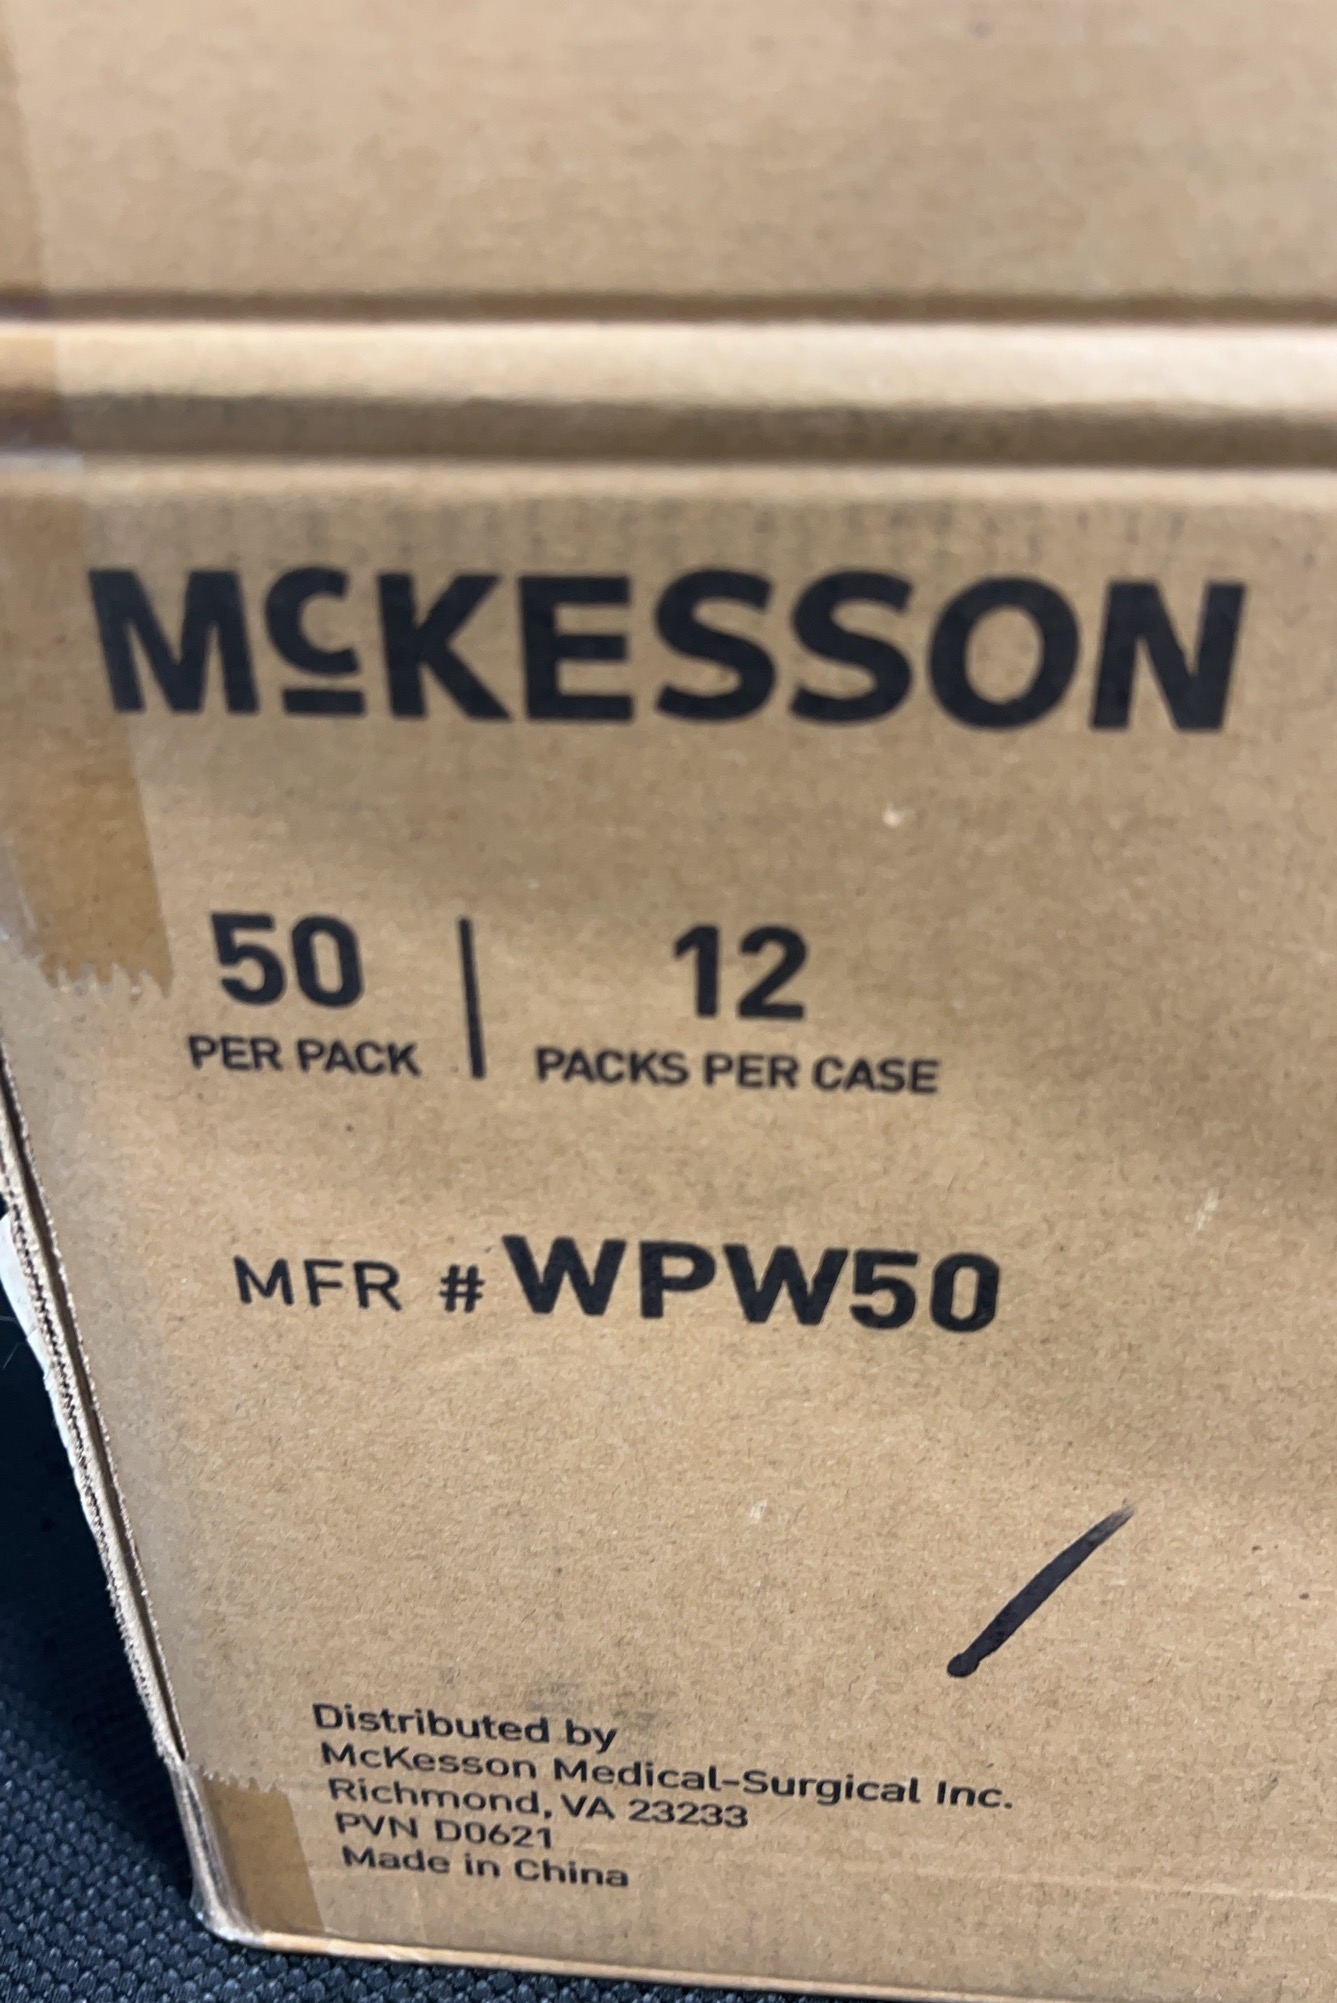 McKESSON
50 | 12
PER PACK PACKS PER CASE
MFR # WPW50
Distributed by
McKesson Medical-Surgical Inc.
Richmond, VA 23233
PVN D0621
Made in China